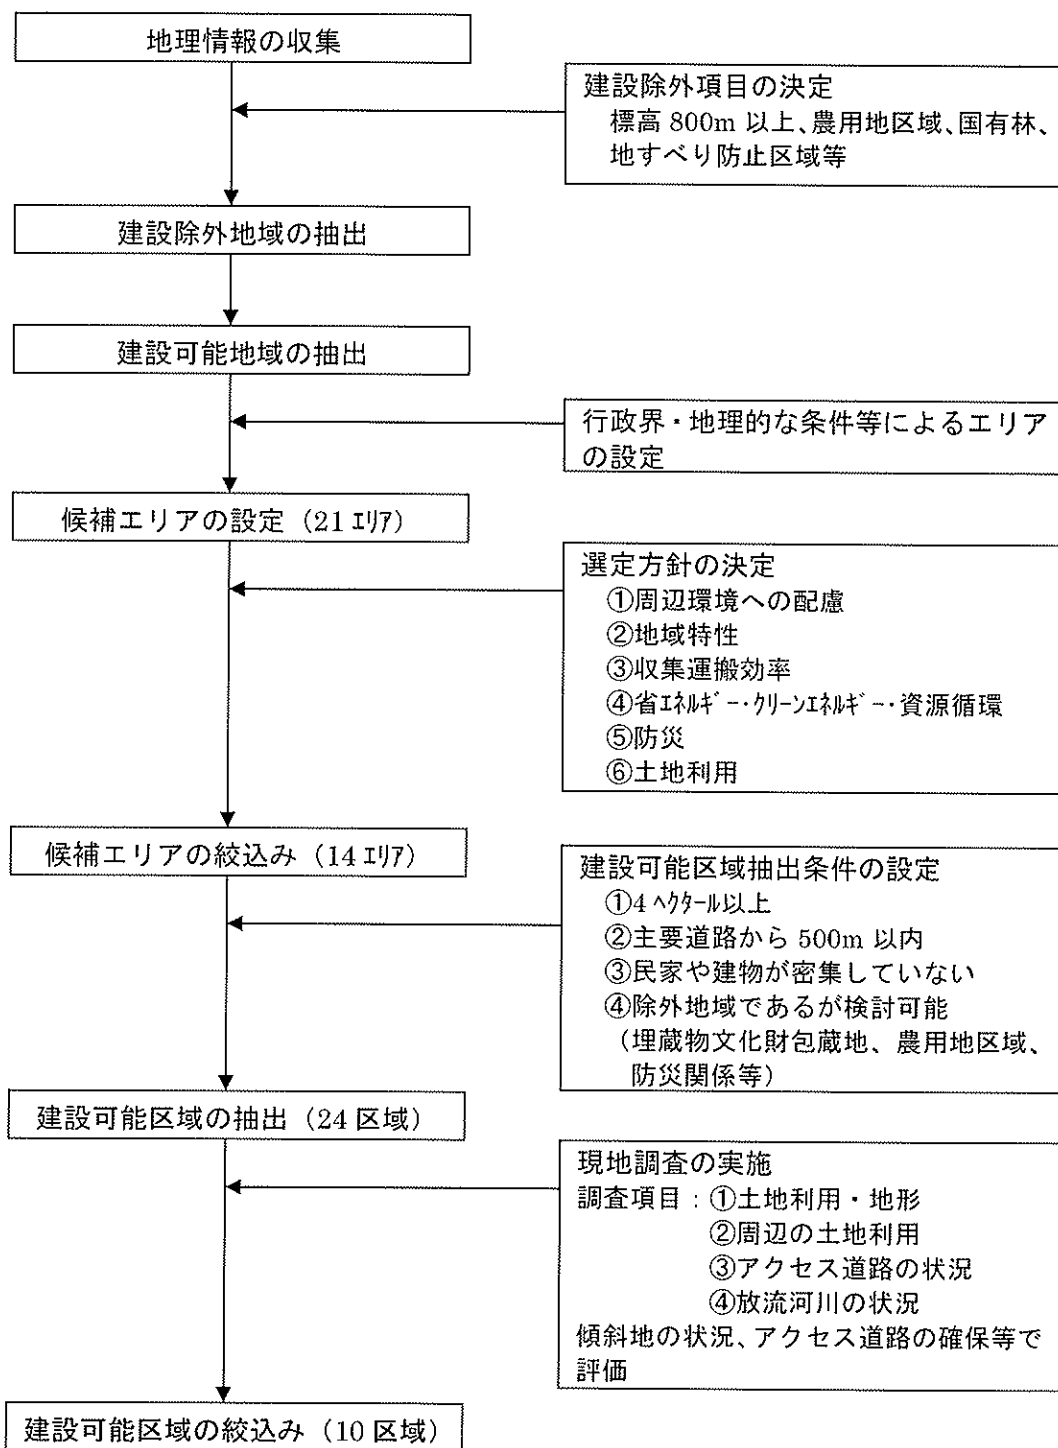 地理情報の収集
建設除外項目の決定
標高 800m 以上、農用地区域、国有林、
地すべり防止区域等
建設除外地域の抽出
建設可能地域の抽出
行政界・地理的な条件等によるエリア
の設定
候補エリアの設定（21 ｴﾘｱ）
選定方針の決定
①周辺環境への配慮
②地域特性
③収集運搬効率
④省ｴﾈﾙｷﾞｰ･ｸﾘｰﾝｴﾈﾙｷﾞｰ･資源循環
⑤防災
⑥土地利用
候補エリアの絞込み（14 ｴﾘｱ）
建設可能区域抽出条件の設定
①4 ﾍｸﾀｰﾙ以上
②主要道路から 500m 以内
③民家や建物が密集していない
④除外地域であるが検討可能
（埋蔵物文化財包蔵地、農用地区域、
防災関係等）
建設可能区域の抽出（24 区域）
現地調査の実施
調査項目：①土地利用・地形
②周辺の土地利用
③アクセス道路の状況
④放流河川の状況
傾斜地の状況、アクセス道路の確保等で
評価
建設可能区域の絞込み（10 区域）